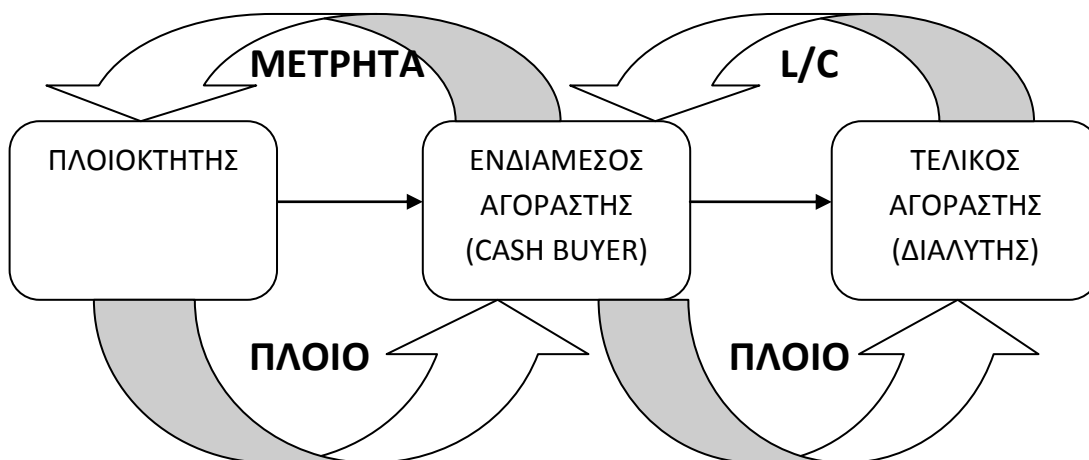 ΜΕΤΡΗΤΑ
L/C
ΠΛΟΙΟΚΤΗΤΗΣ
ΕΝΔΙΑΜΕΣΟΣ
ΑΓΟΡΑΣΤΗΣ
(CASH BUYER)
ΤΕΛΙΚΟΣ
ΑΓΟΡΑΣΤΗΣ
(ΔΙΑΛΥΤΗΣ)
ΠΛΟΙΟ
ΠΛΟΙΟ